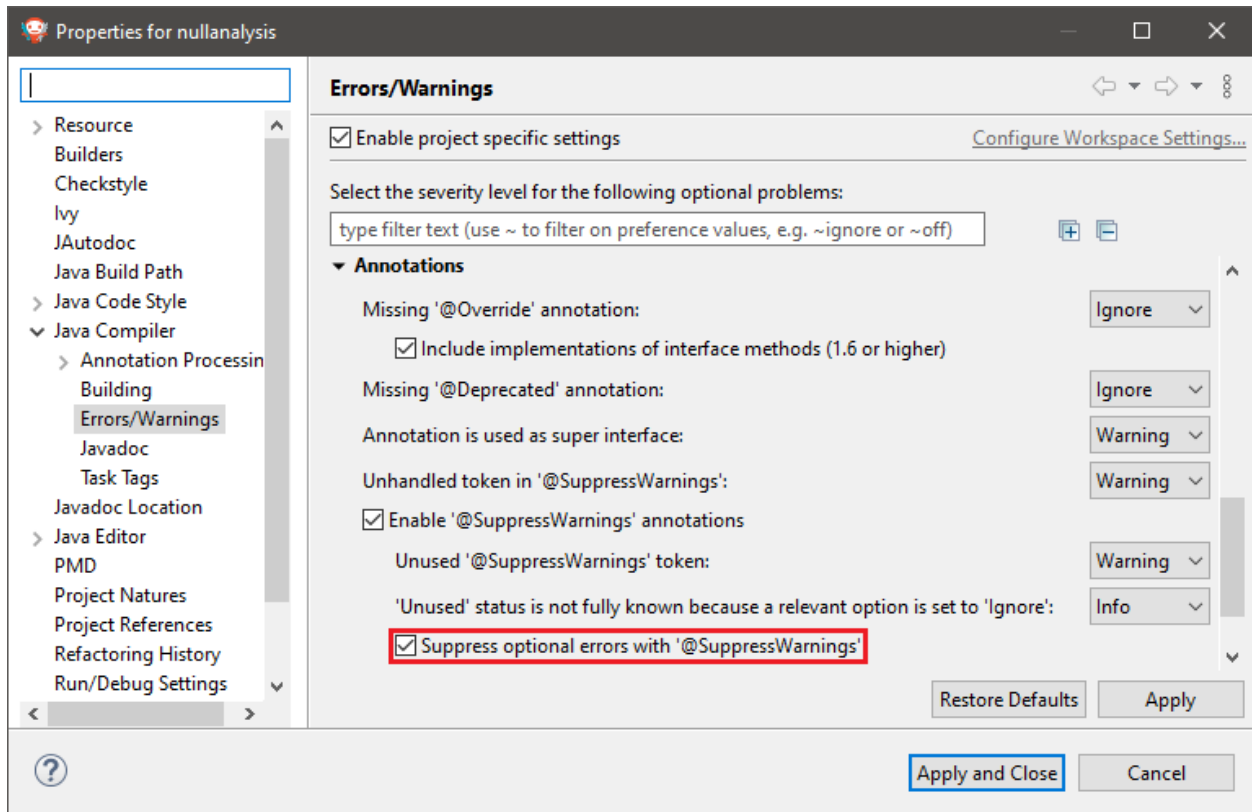 Properties for nullanalysis
Resource
Builders
Checkstyle
Ivy
JAutodoc
Java Build Path
Java Code Style
Java Compiler
Annotation Processin
Building
Errors/Warnings
Javadoc
Task Tags
Javadoc Location
Java Editor
PMD
Project Natures
Project References
Refactoring History
Run/Debug Settings
Errors/Warnings
Enable project specific settings
Configure Workspace Settings...
Select the severity level for the following optional problems:
type filter text (use ~ to filter on preference values, e.g. ~ignore or ~off)
Annotations
Missing '@Override' annotation: Ignore
Include implementations of interface methods (1.6 or higher)
Missing '@Deprecated' annotation: Ignore
Annotation is used as super interface: Warning
Unhandled token in '@SuppressWarnings': Warning
Enable '@SuppressWarnings' annotations
Unused '@SuppressWarnings' token: Warning
'Unused' status is not fully known because a relevant option is set to 'Ignore': Info
Suppress optional errors with '@SuppressWarnings'
Restore Defaults Apply
? Apply and Close Cancel